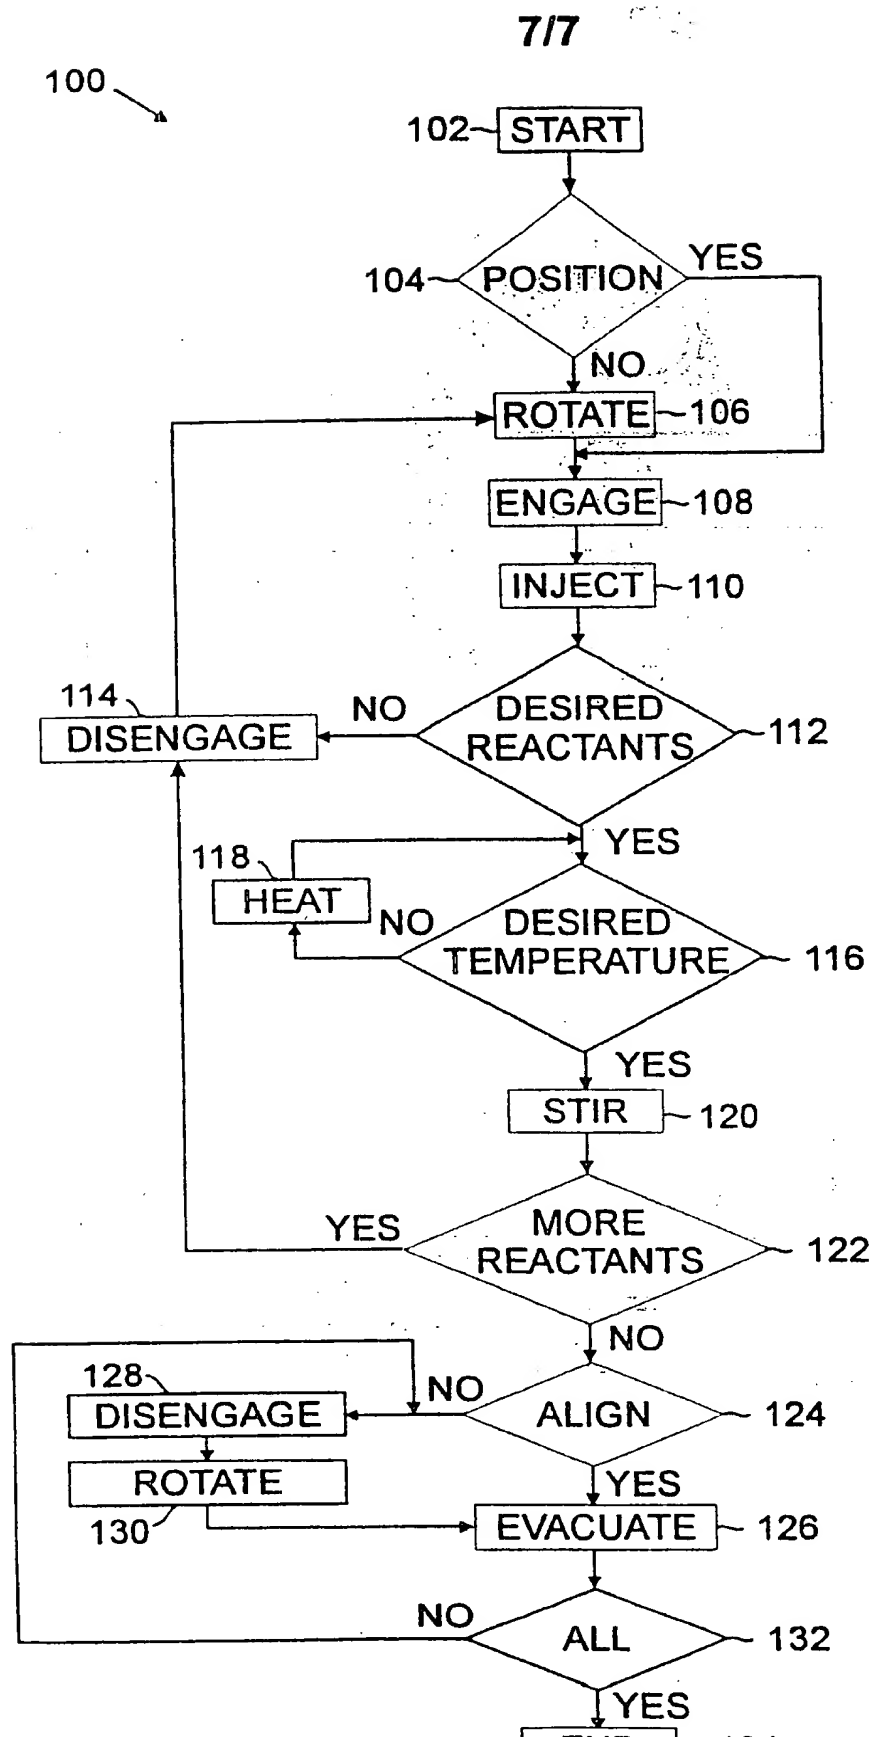 7/7
100
102 START
104 POSITION YES
NO
ROTATE 106
ENGAGE 108
INJECT 110
114 NO DESIRED
DISENGAGE REACTANTS 112
YES
118
HEAT NO DESIRED
TEMPERATURE 116
YES
STIR 120
YES MORE
REACTANTS 122
NO
128 NO
DISENGAGE ALIGN 124
ROTATE YES
130 EVACUATE 126
NO ALL 132
YES